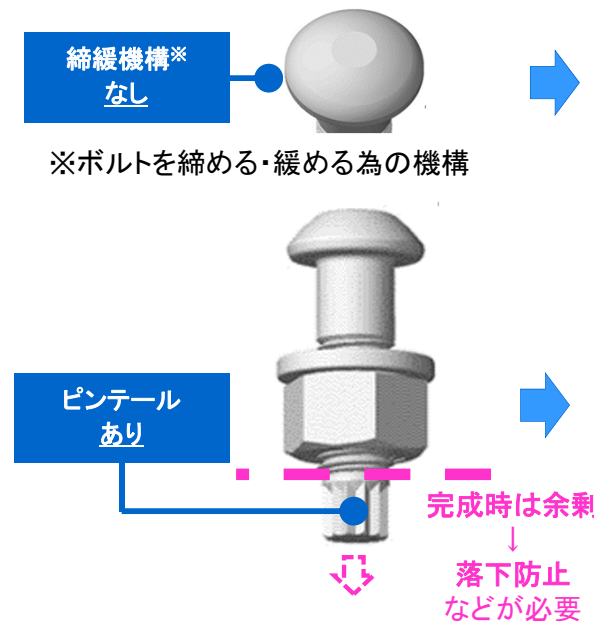 締緩機構※
なし
※ボルトを締める・緩める為の機構
ピンテール
あり
完成時は余剰
↓
落下防止
などが必要